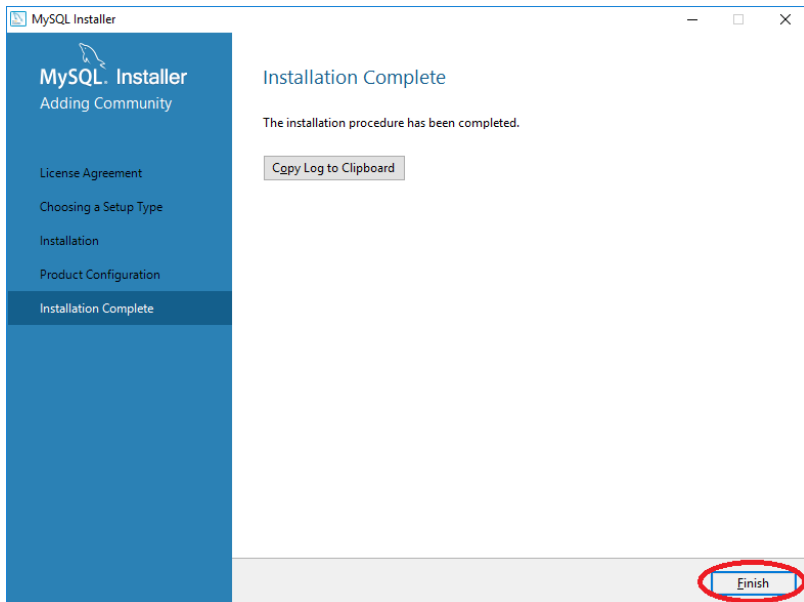 MySQL Installer
MySQL. Installer
Adding Community
License Agreement
Choosing a Setup Type
Installation
Product Configuration
Installation Complete
Installation Complete
The installation procedure has been completed.
Copy Log to Clipboard
Finish